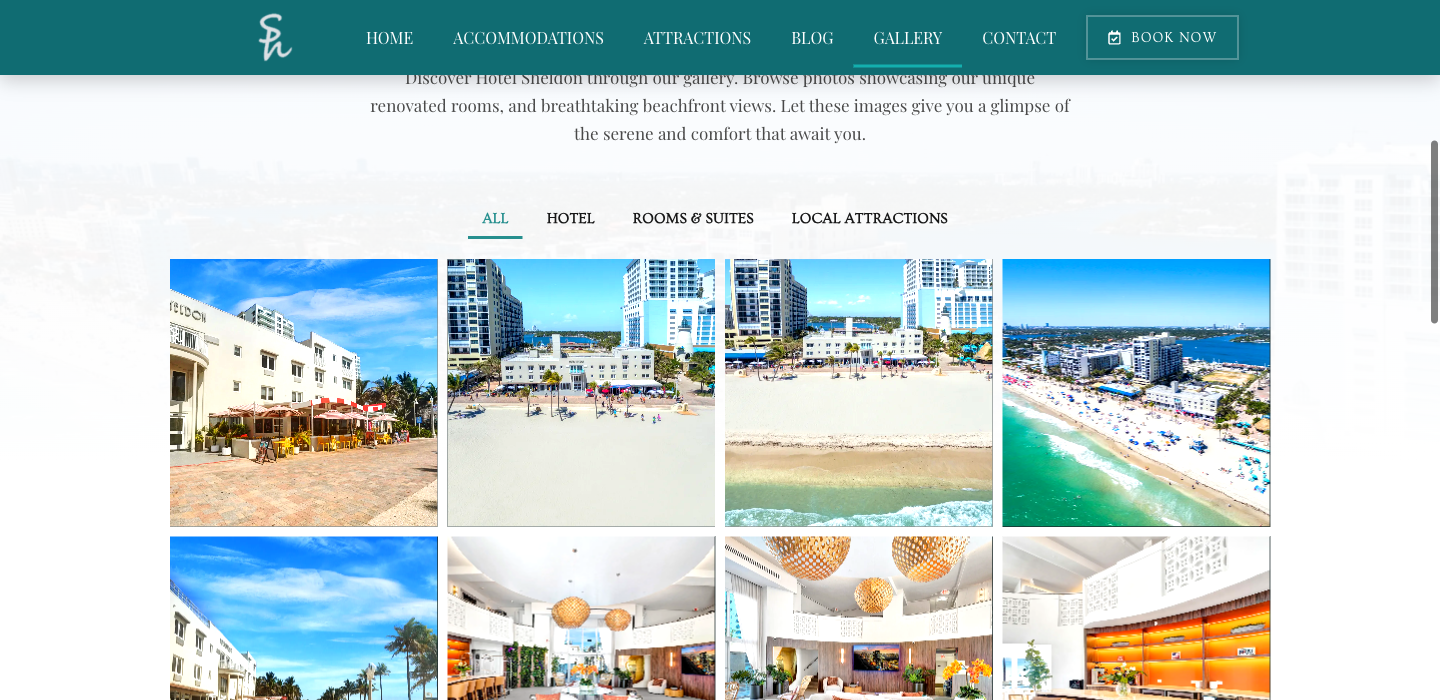 Sh
HOME
ACCOMMODATIONS
ATTRACTIONS
BLOG
GALLERY
CONTACT
BOOK NOW
Discover Hotel Sheldon through our gallery. Browse photos showcasing our unique
renovated rooms, and breathtaking beachfront views. Let these images give you a glimpse of
the serene and comfort that await you.
ALL
HOTEL
ROOMS & SUITES
LOCAL ATTRACTIONS
ELDON